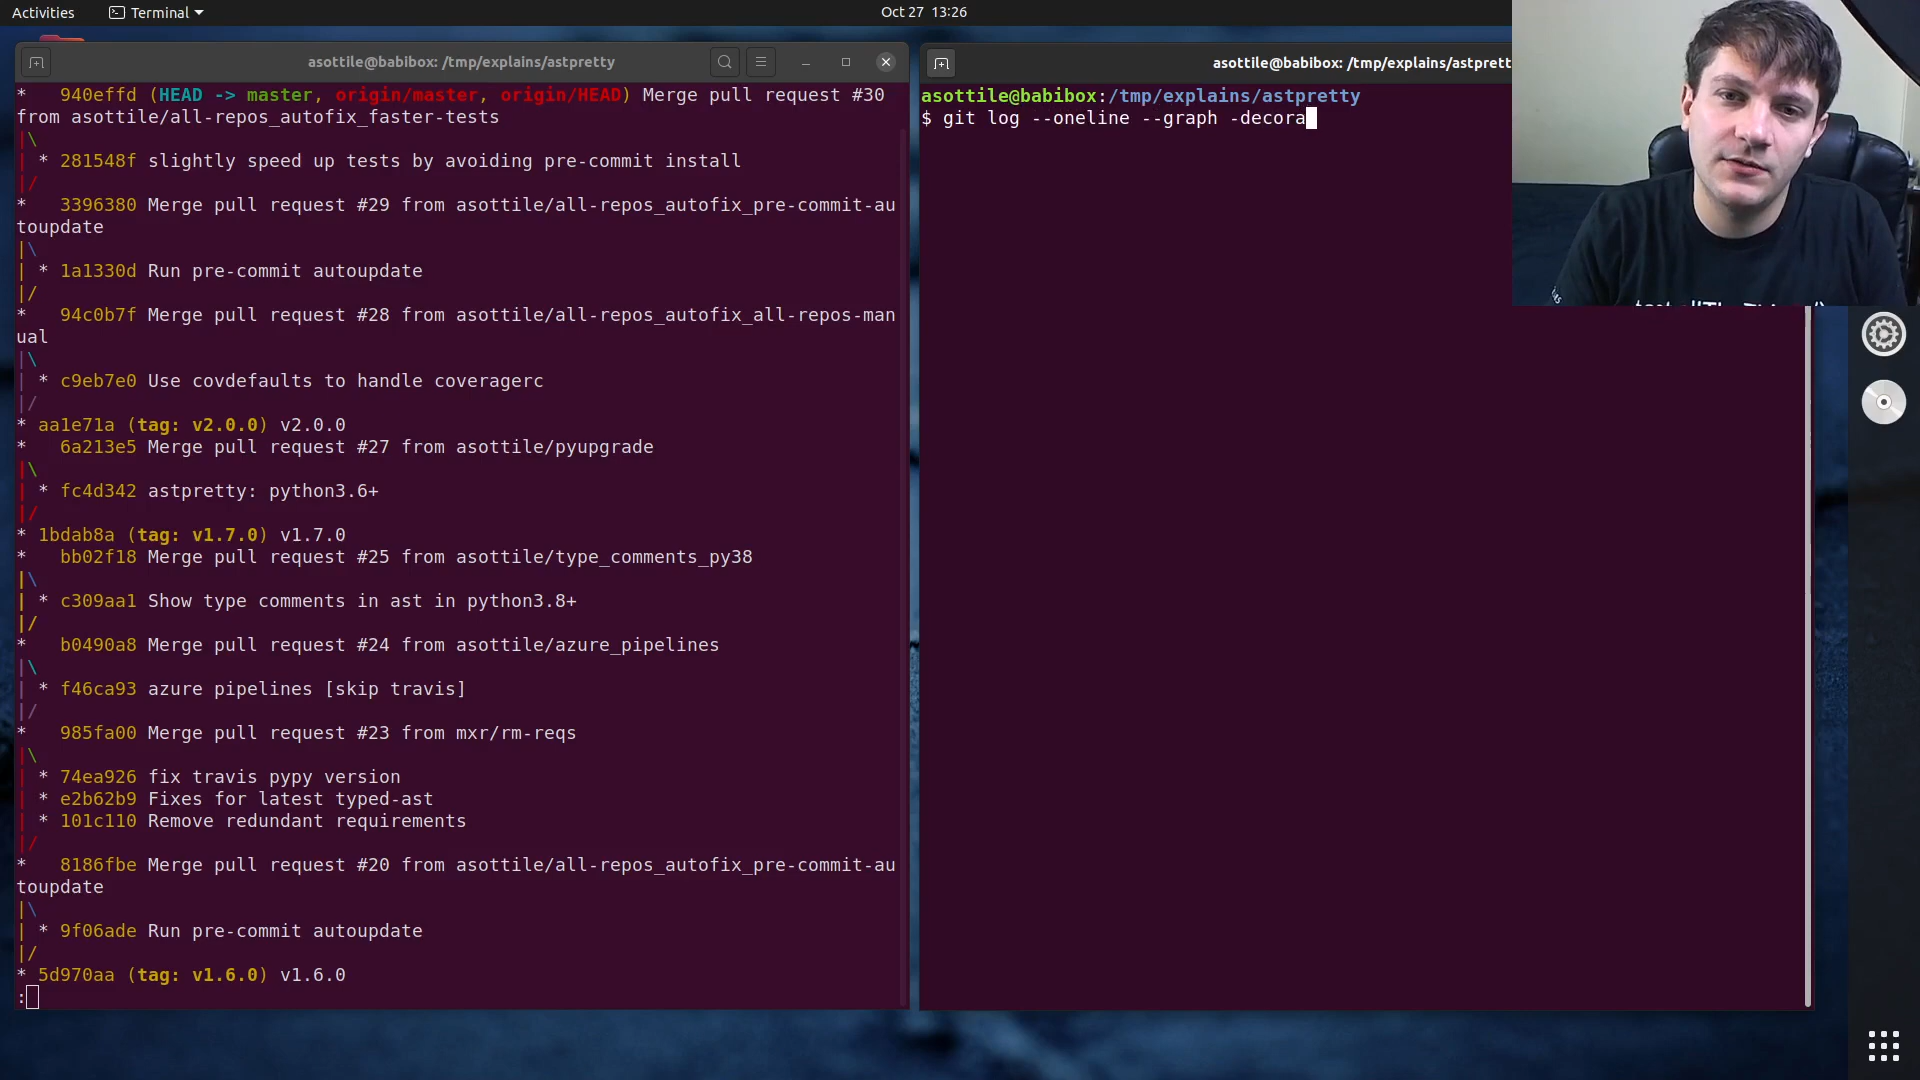 Activities
Terminal
Oct 27 13:26
asottile@babibox: /tmp/explains/astpretty
* 940effd (HEAD -> master, origin/master, origin/HEAD) Merge pull request #30
from asottile/all-repos_autofix_faster-tests
|\
| * 281548f slightly speed up tests by avoiding pre-commit install
|/
* 3396380 Merge pull request #29 from asottile/all-repos_autofix_pre-commit-au
toupdate
|\
| * 1a1330d Run pre-commit autoupdate
|/
* 94c0b7f Merge pull request #28 from asottile/all-repos_autofix_all-repos-man
ual
|\
| * c9eb7e0 Use covdefaults to handle coveragerc
|/
* aa1e71a (tag: v2.0.0) v2.0.0
* 6a213e5 Merge pull request #27 from asottile/pyupgrade
|\
| * fc4d342 astpretty: python3.6+
|/
* 1bdab8a (tag: v1.7.0) v1.7.0
* bb02f18 Merge pull request #25 from asottile/type_comments_py38
|\
| * c309aa1 Show type comments in ast in python3.8+
|/
* b0490a8 Merge pull request #24 from asottile/azure_pipelines
|\
| * f46ca93 azure pipelines [skip travis]
|/
* 985fa00 Merge pull request #23 from mxr/rm-reqs
|\
| * 74ea926 fix travis pypy version
| * e2b62b9 Fixes for latest typed-ast
| * 101c110 Remove redundant requirements
|/
* 8186fbe Merge pull request #20 from asottile/all-repos_autofix_pre-commit-au
toupdate
|\
| * 9f06ade Run pre-commit autoupdate
|/
* 5d970aa (tag: v1.6.0) v1.6.0
:
asottile@babibox: /tmp/explains/astprett
asottile@babibox:/tmp/explains/astpretty
$ git log --oneline --graph -decora